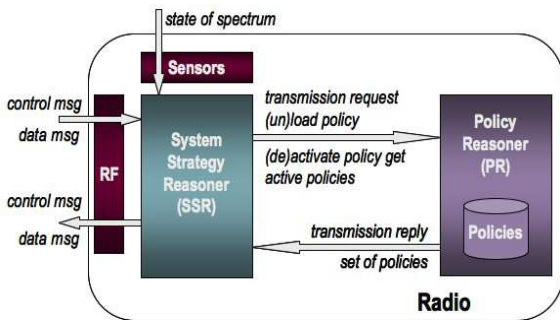 state of spectrum
Sensors
control msg
data msg
RF
control msg
data msg
System
Strategy
Reasoner
(SSR)
transmission request
(un)load policy
(de)activate policy get
active policies
transmission reply
set of policies
Policy
Reasoner
(PR)
Policies
Radio